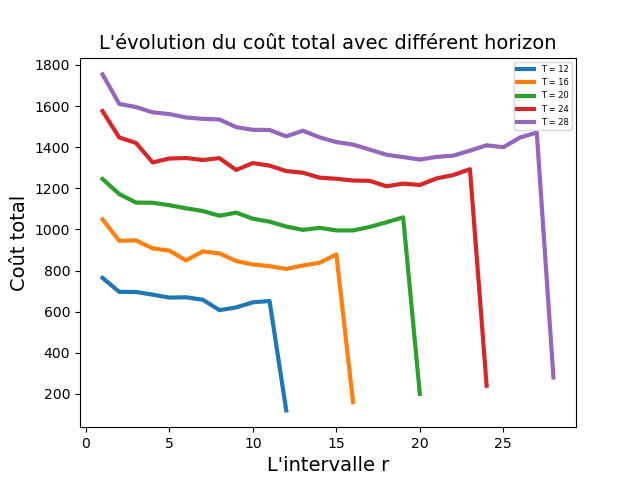 L'évolution du coût total avec différent horizon
Coût total
1800
1600
1400
1200
1000
800
600
400
200
0
5
10
15
20
25
L'intervalle r
T = 12
T = 16
T = 20
T = 24
T = 28